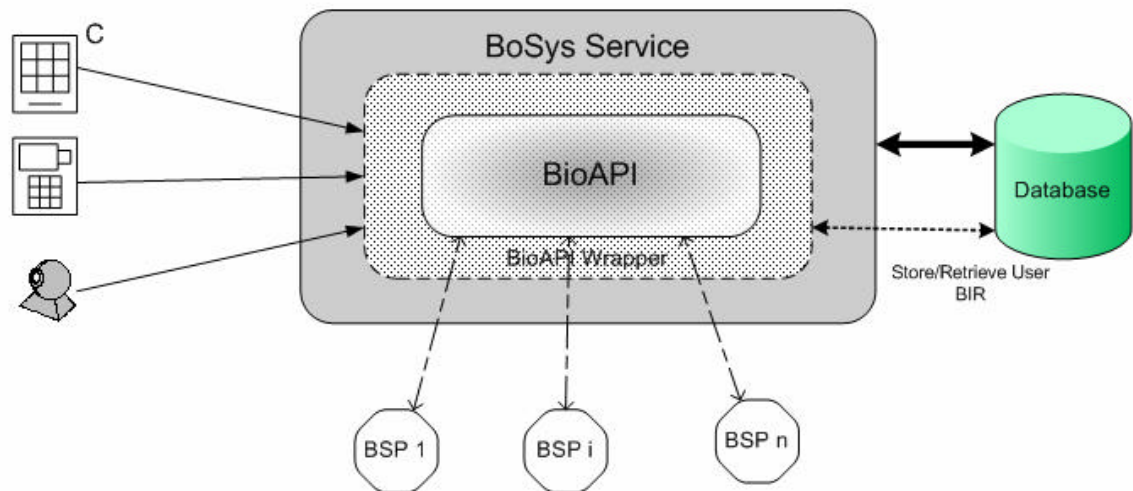 C
BoSys Service
BioAPI
BioAPI Wrapper
Database
Store/Retrieve User
BIR
BSP 1
BSP i
BSP n